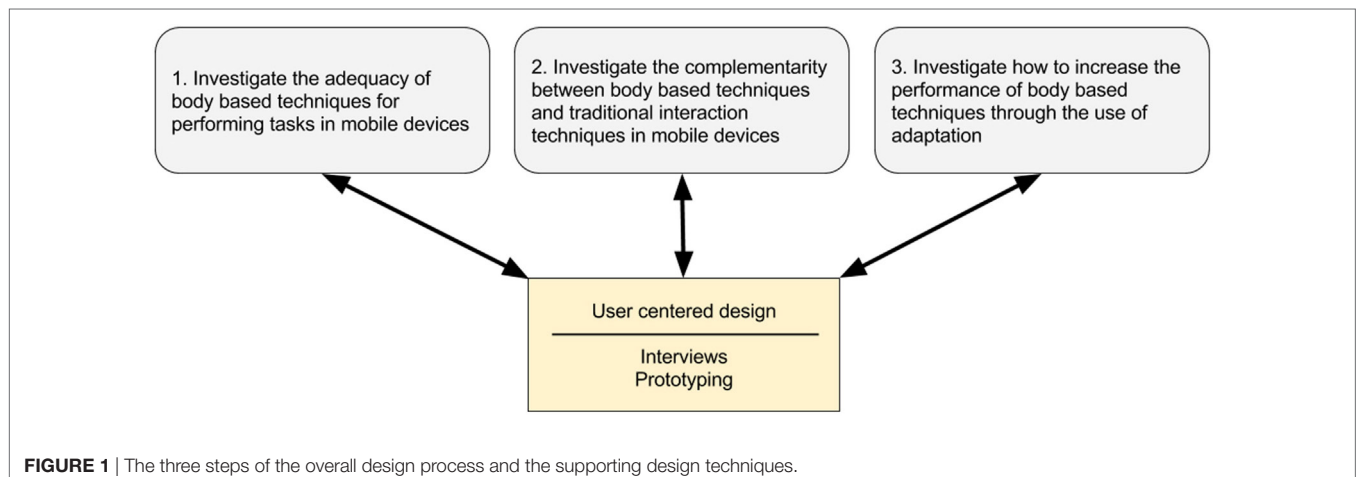 1. Investigate the adequacy of
body based techniques for
performing tasks in mobile devices
2. Investigate the complementarity
between body based techniques
and traditional interaction
techniques in mobile devices
3. Investigate how to increase the
performance of body based
techniques through the use of
adaptation
User centered design
Interviews
Prototyping
FIGURE 1 | The three steps of the overall design process and the supporting design techniques.